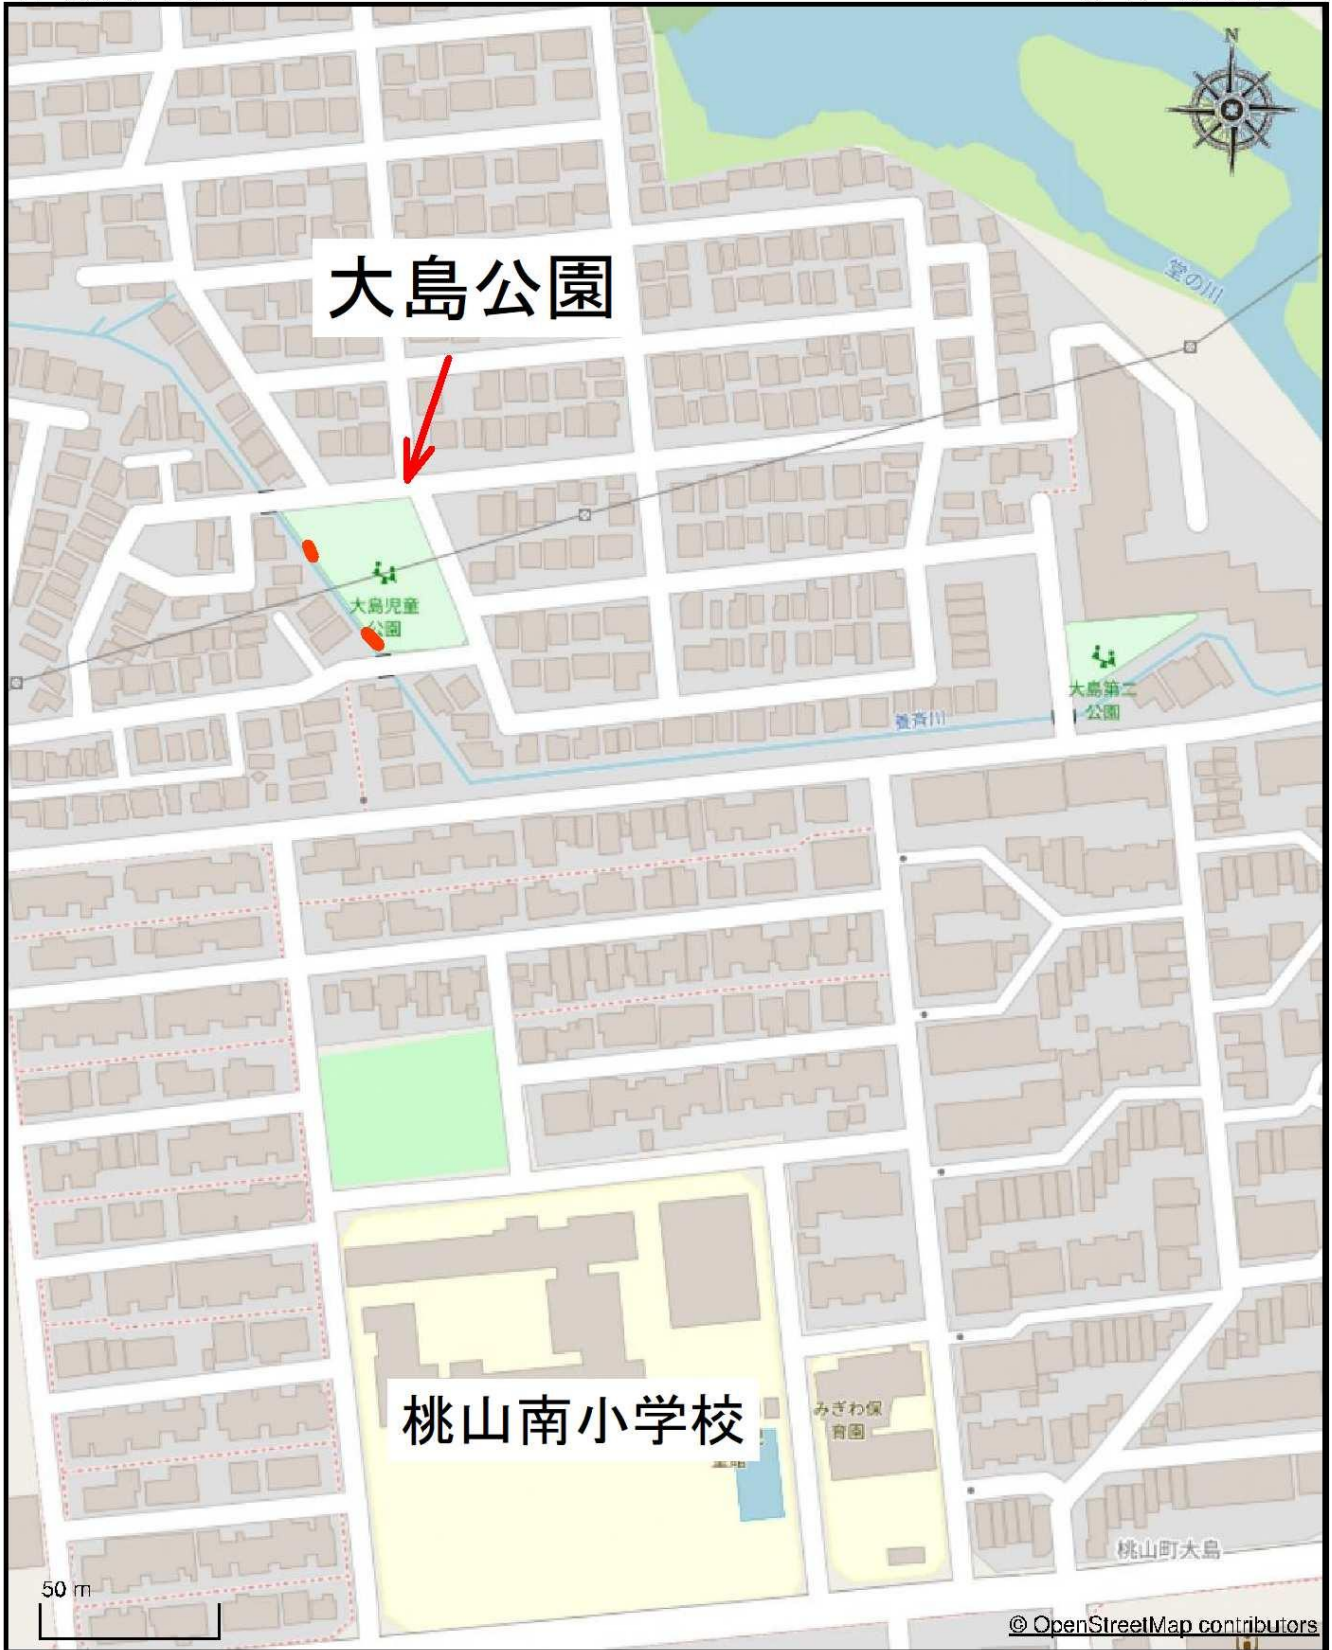 N
堂の川
大島公園
大島児童
公園
大島第二
公園
養斉川
みぎわ保
育園
桃山南小学校
桃山町大島
50 m
© OpenStreetMap contributors